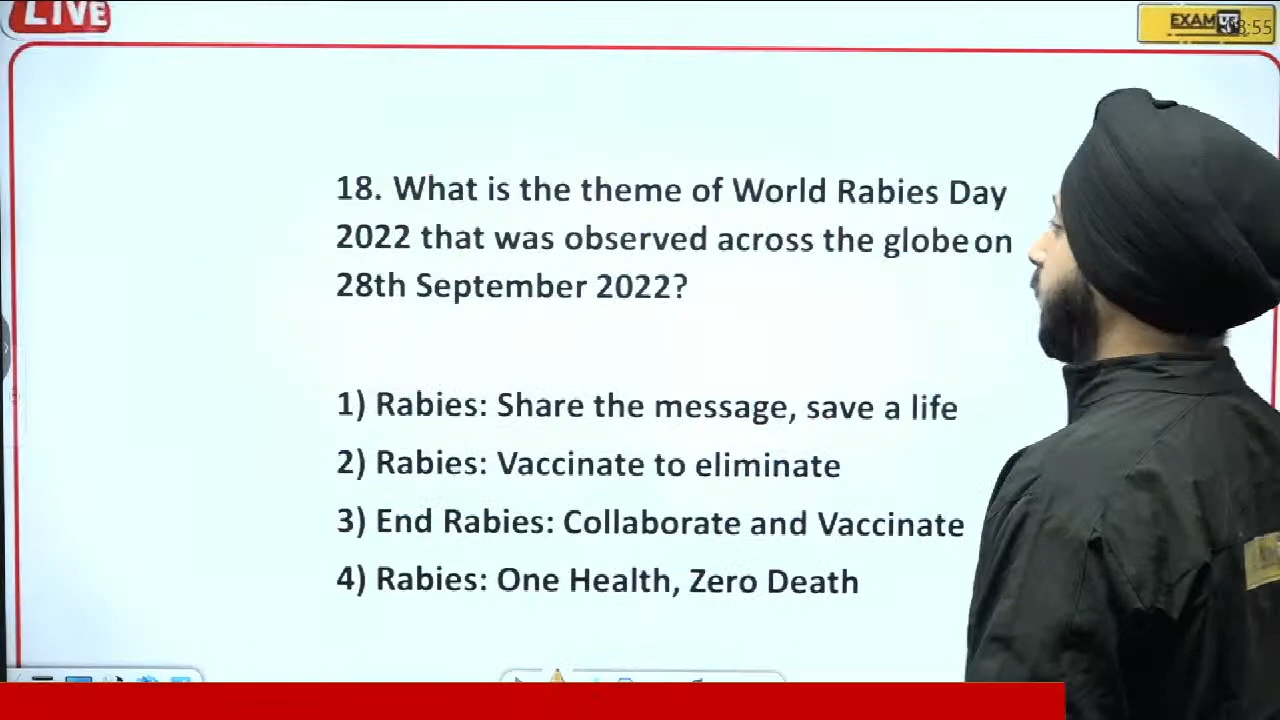 LIVE
EXAM
8:55
18. What is the theme of World Rabies Day
2022 that was observed across the globe on
28th September 2022?
1) Rabies: Share the message, save a life
2) Rabies: Vaccinate to eliminate
3) End Rabies: Collaborate and Vaccinate
4) Rabies: One Health, Zero Death